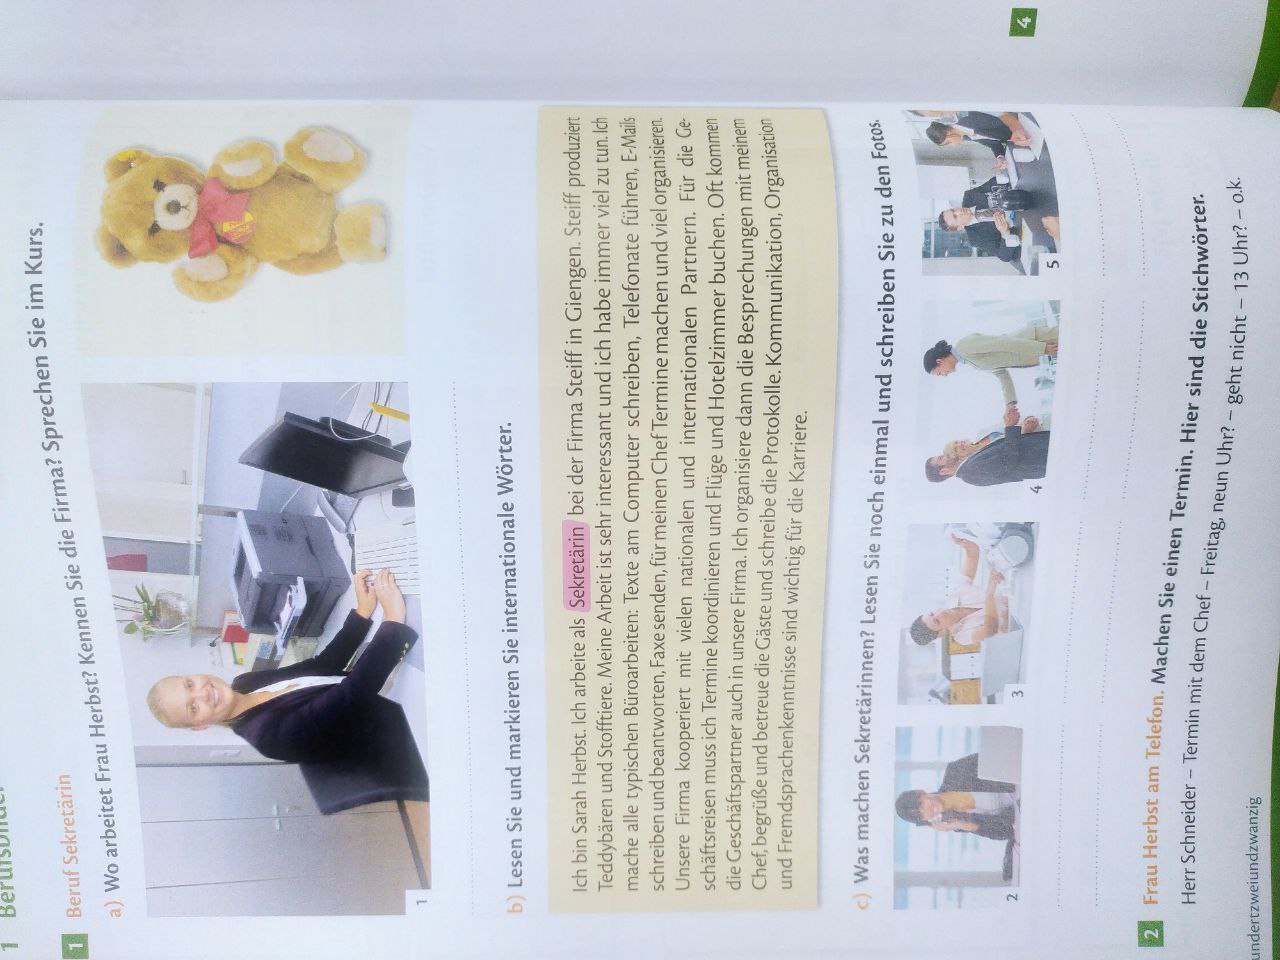 1 Berufsbilder
1 Beruf Sekretärin
a) Wo arbeitet Frau Herbst? Kennen Sie die Firma? Sprechen Sie im Kurs.
1
b) Lesen Sie und markieren Sie internationale Wörter.
Ich bin Sarah Herbst. Ich arbeite als Sekretärin bei der Firma Steiff in Giengen. Steiff produziert
Teddybären und Stofftiere. Meine Arbeit ist sehr interessant und ich habe immer viel zu tun. Ich
mache alle typischen Büroarbeiten: Texte am Computer schreiben, Telefonate führen, E-Mails
schreiben und beantworten, Faxe senden, für meinen Chef Termine machen und viel organisieren.
Unsere Firma kooperiert mit vielen nationalen und internationalen Partnern. Für die Ge-
schäftsreisen muss ich Termine koordinieren und Flüge und Hotelzimmer buchen. Oft kommen
die Geschäftspartner auch in unsere Firma. Ich organisiere dann die Besprechungen mit meinem
Chef, begrüße und betreue die Gäste und schreibe die Protokolle. Kommunikation, Organisation
und Fremdsprachenkenntnisse sind wichtig für die Karriere.
c) Was machen Sekretärinnen? Lesen Sie noch einmal und schreiben Sie zu den Fotos.
2
3
4
5
4
2 Frau Herbst am Telefon. Machen Sie einen Termin. Hier sind die Stichwörter.
Herr Schneider – Termin mit dem Chef – Freitag, neun Uhr? – geht nicht – 13 Uhr? – o.k.
undertzweiundzwanzig